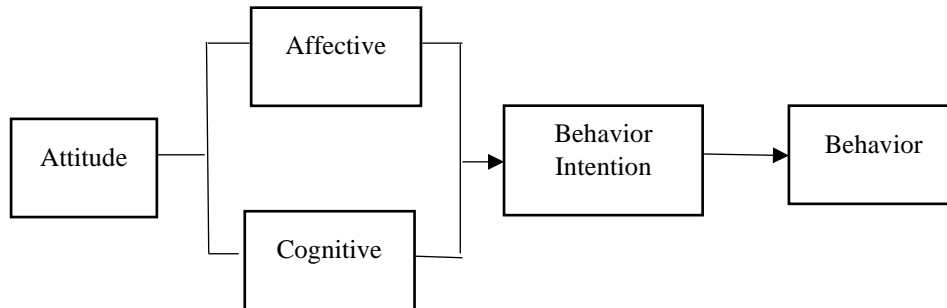 Affective
Attitude
Cognitive
Behavior
Intention
Behavior